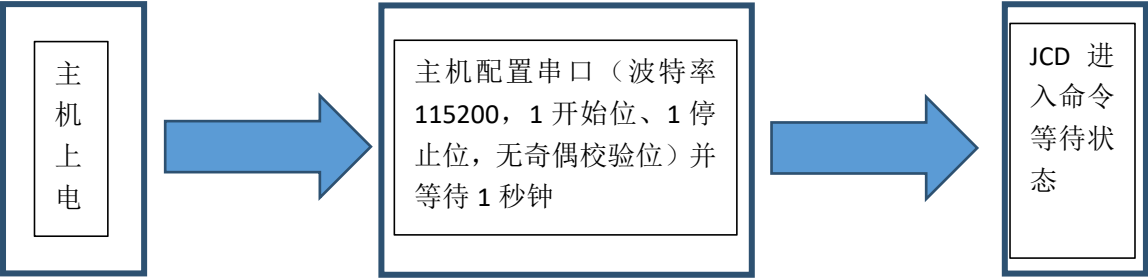 主
机
上
电
主机配置串口（波特率
115200，1 开始位、1 停
止位，无奇偶校验位）并
等待 1 秒钟
JCD 进
入命令
等待状
态